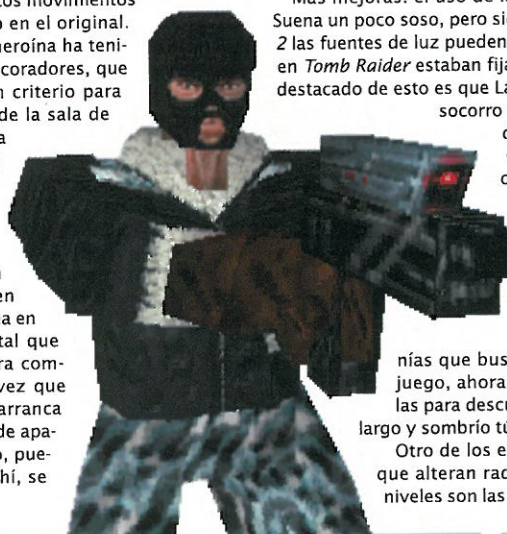 movimientos
o en el original.
heroína ha teni-
coradores, que
n criterio para
de la sala de
a
en
a en
tal que
ra com-
vez que
arranca
de apa-
o, pue-
hí, se
Más mejoras: el uso de
Suena un poco soso, pero si
2 las fuentes de luz pueden
en Tomb Raider estaban fija
destacado de esto es que La
socorro
nías que bus
juego, ahora
las para descu
largo y sombrío tú
Otro de los e
que alteran rad
niveles son las